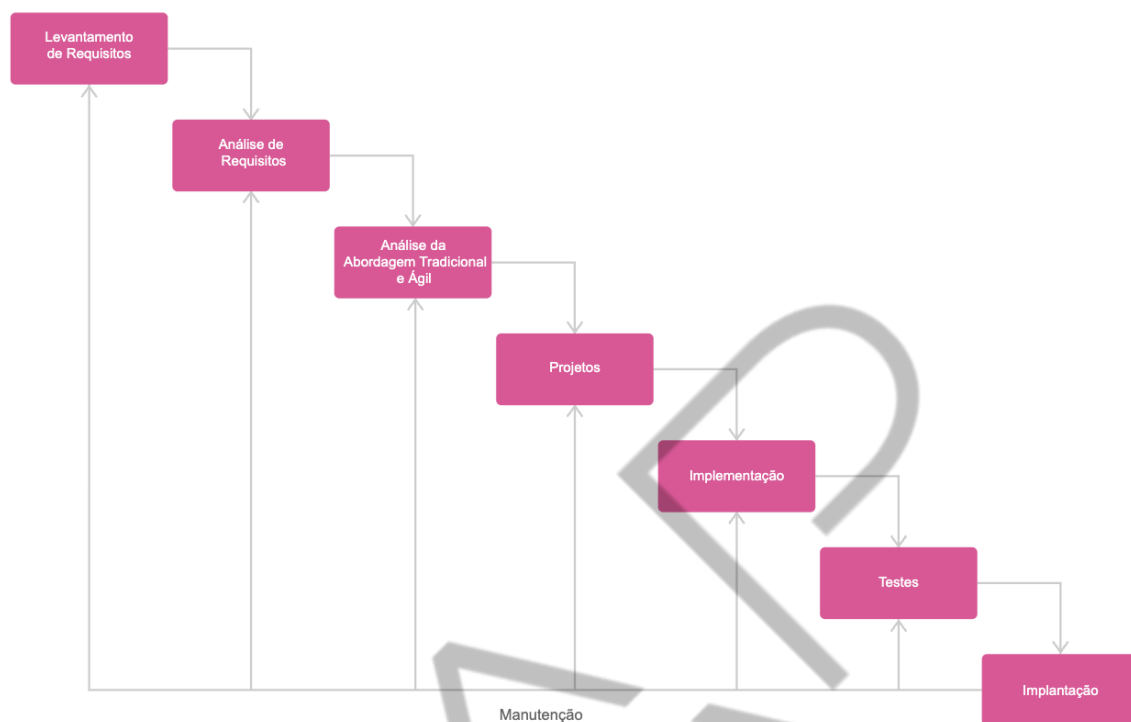 Levantamento
de Requisitos
Análise de
Requisitos
Análise da
Abordagem Tradicional
e Ágil
Projetos
Implementação
Testes
Implantação
Manutenção